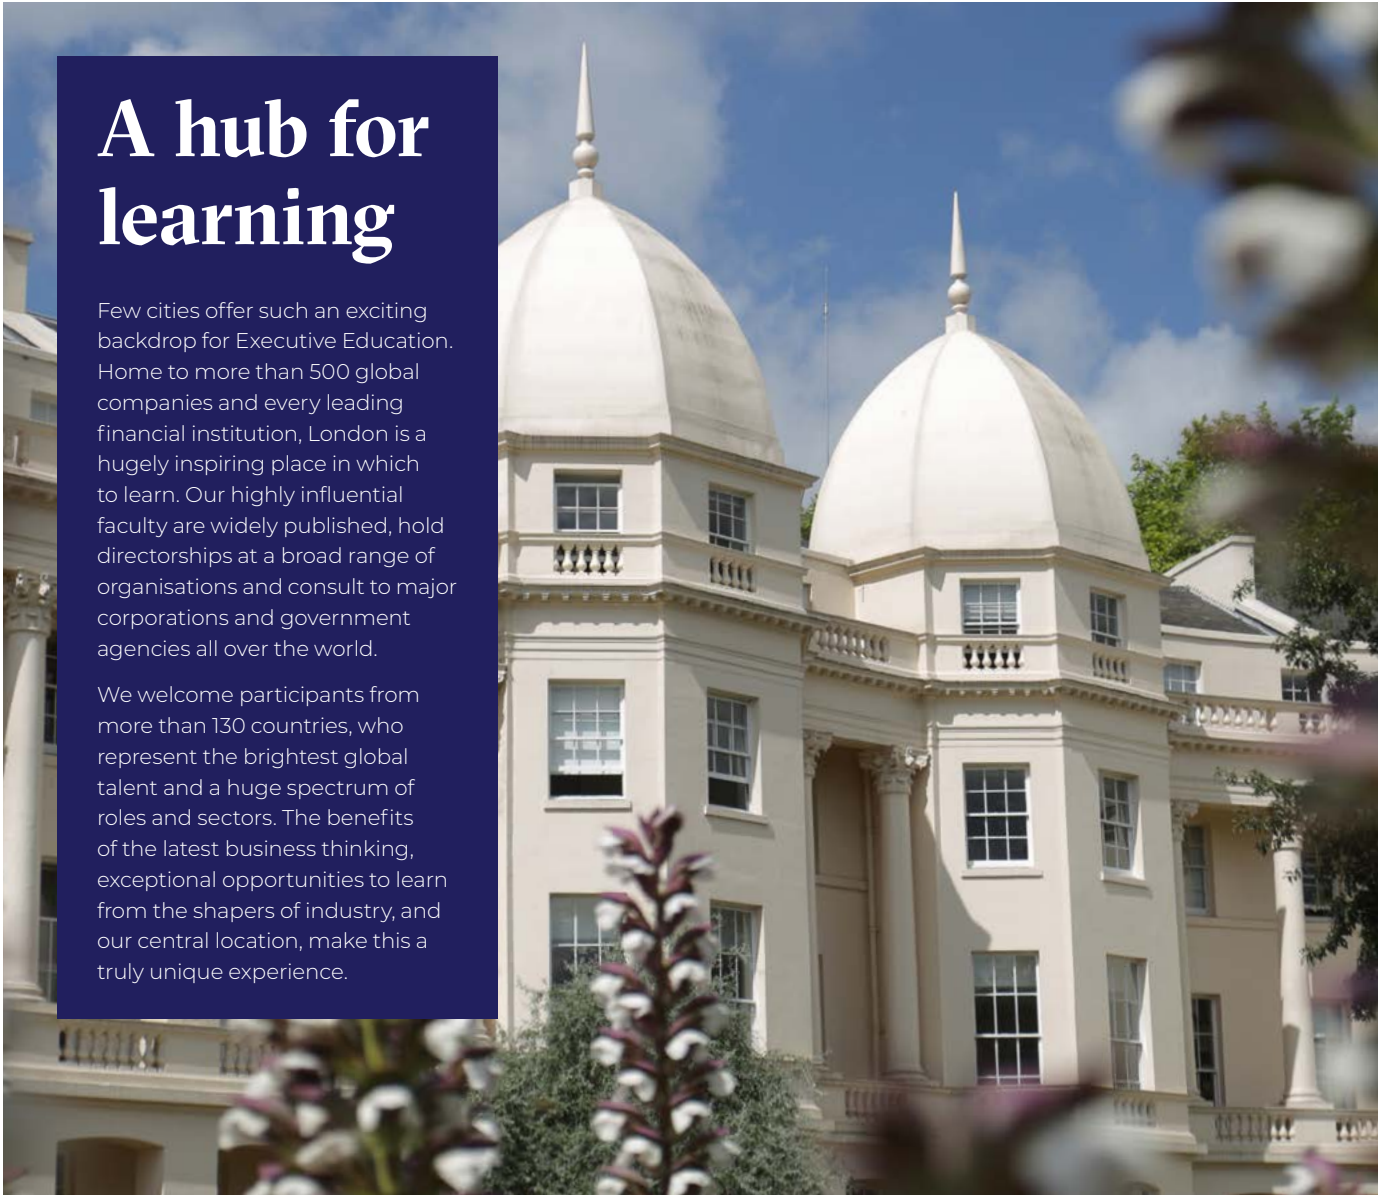 A hub for
learning
Few cities offer such an exciting
backdrop for Executive Education.
Home to more than 500 global
companies and every leading
financial institution, London is a
hugely inspiring place in which
to learn. Our highly influential
faculty are widely published, hold
directorships at a broad range of
organisations and consult to major
corporations and government
agencies all over the world.
We welcome participants from
more than 130 countries, who
represent the brightest global
talent and a huge spectrum of
roles and sectors. The benefits
of the latest business thinking,
exceptional opportunities to learn
from the shapers of industry, and
our central location, make this a
truly unique experience.